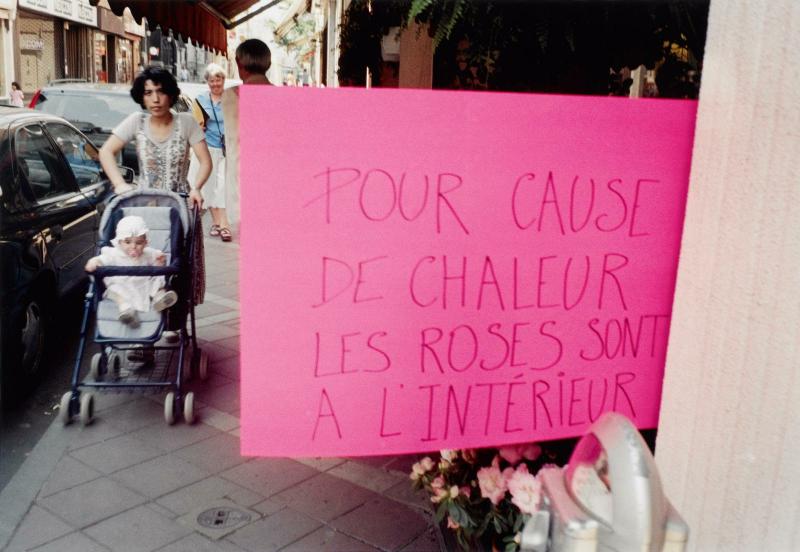 POUR CAUSE
DE CHALEUR
LES ROSES SONT
A L'INTÉRIEUR